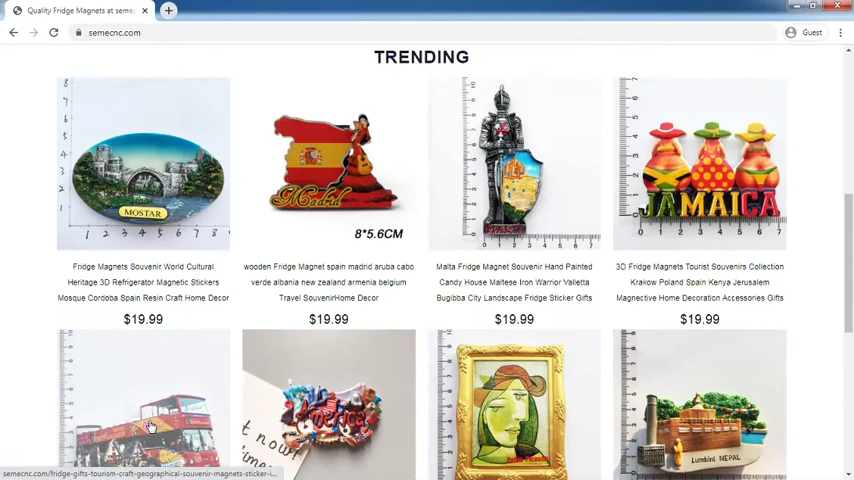 Quality Fridge Magnets at seme
semecnc.com
Guest
TRENDING
MOSTAR
Madrid
8*5.6CM
MALTA
JAMAICA
Fridge Magnets Souvenir World Cultural
Heritage 3D Refrigerator Magnetic Stickers
Mosque Cordoba Spain Resin Craft Home Decor
$19.99
wooden Fridge Magnet spain madrid aruba cabo
verde albania new zealand armenia belgium
Travel SouvenirHome Decor
$19.99
Malta Fridge Magnet Souvenir Hand Painted
Candy House Maltese Iron Warrior Valletta
Bugibba City Landscape Fridge Sticker Gifts
$19.99
3D Fridge Magnets Tourist Souvenirs Collection
Krakow Poland Spain Kenya Jerusalem
Magnective Home Decoration Accessories Gifts
$19.99
America
Lumbini NEPAL
semecnc.com/fridge-gifts-tourism-craft-geographical-souvenir-magnets-sticker-i...